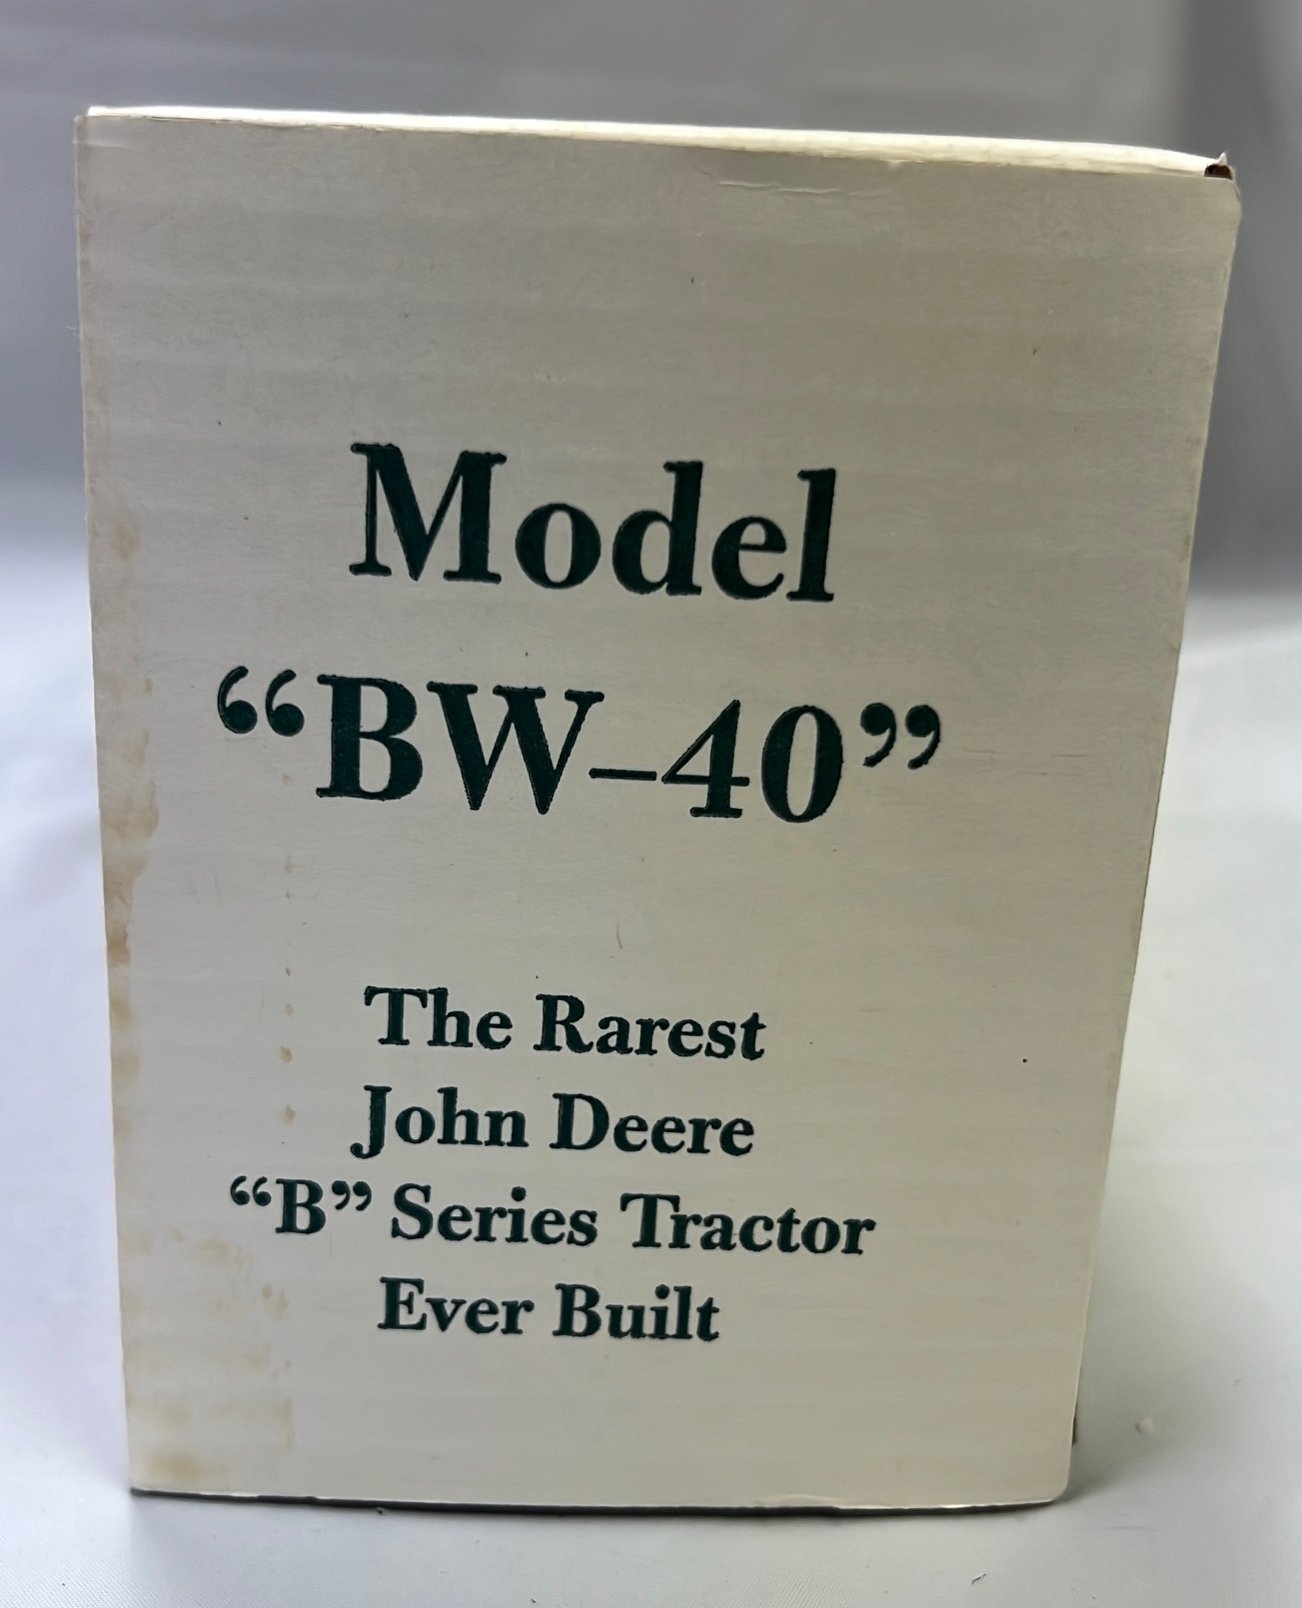 Model
“BW–40”
The Rarest
John Deere
“B” Series Tractor
Ever Built